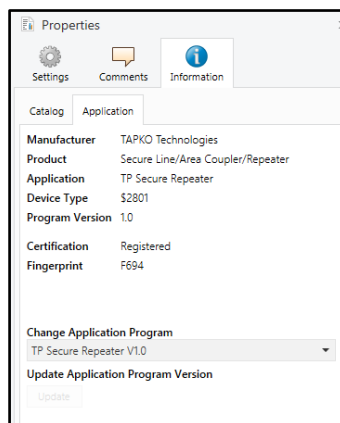 Properties
Settings Comments Information
Catalog Application
Manufacturer TAPKO Technologies
Product Secure Line/Area Coupler/Repeater
Application TP Secure Repeater
Device Type $2801
Program Version 1.0
Certification Registered
Fingerprint F694
Change Application Program
TP Secure Repeater V1.0
Update Application Program Version
Update